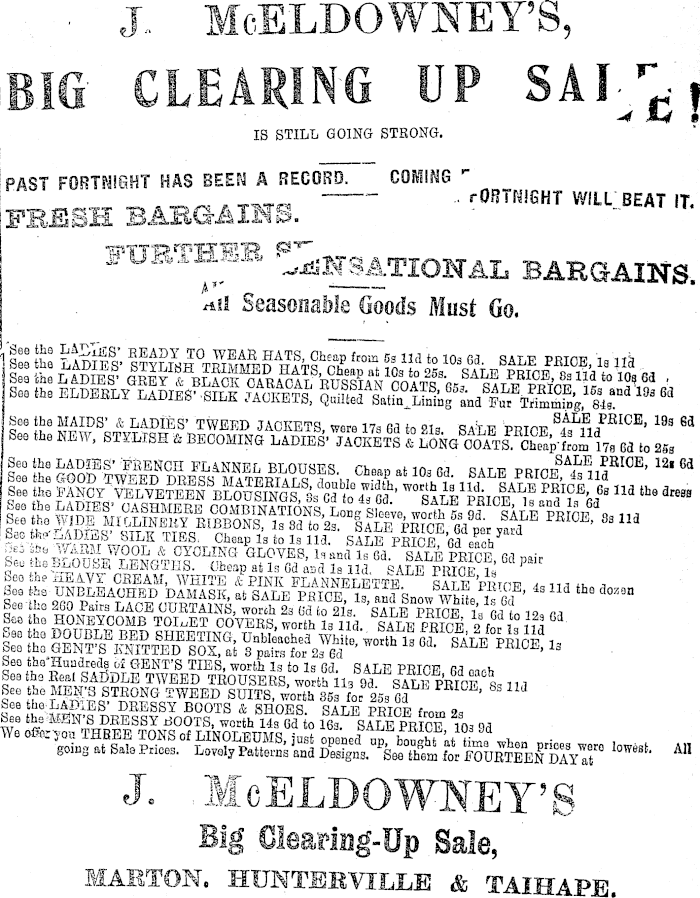 J. McELDOWNEY'S,
BIG CLEARING UP SALE!
IS STILL GOING STRONG.
PAST FORTNIGHT HAS BEEN A RECORD. COMING FORTNIGHT WILL BEAT IT.
FRESH BARGAINS.
FURTHER SENSATIONAL BARGAINS.
All Seasonable Goods Must Go.
See the LADIES' READY TO WEAR HATS, Cheap from 5s 11d to 10s 6d. SALE PRICE, 1s 11d
See the LADIES' STYLISH TRIMMED HATS, Cheap at 10s to 25s. SALE PRICE, 8s 11d to 10s 6d
See the LADIES' GREY & BLACK CARACAL RUSSIAN COATS, 65s. SALE PRICE, 15s and 19s 6d
See the ELDERLY LADIES' SILK JACKETS, Quilted Satin Lining and Fur Trimming, 84s.
SALE PRICE, 19s 6d
See the MAIDS' & LADIES' TWEED JACKETS, were 17s 6d to 21s. SALE PRICE, 4s 11d
See the NEW, STYLISH & BECOMING LADIES' JACKETS & LONG COATS. Cheap from 17s 6d to 25s
SALE PRICE, 12s 6d
See the LADIES' FRENCH FLANNEL BLOUSES. Cheap at 10s 6d. SALE PRICE, 4s 11d
See the GOOD TWEED DRESS MATERIALS, double width, worth 1s 11d. SALE PRICE, 6s 11d the dress
See the FANCY VELVETEEN BLOUSINGS, 3s 6d to 4s 6d. SALE PRICE, 1s and 1s 6d
See the LADIES' CASHMERE COMBINATIONS, Long Sleeve, worth 5s 9d. SALE PRICE, 3s 11d
See the WIDE MILLINERY RIBBONS, 1s 3d to 2s. SALE PRICE, 6d per yard
See the LADIES' SILK TIES. Cheap 1s to 1s 11d. SALE PRICE, 6d each
See the WARM WOOL & CYCLING GLOVES, 1s and 1s 6d. SALE PRICE, 6d pair
See the BLOUSE LENGTHS. Cheap at 1s 6d and 1s 11d. SALE PRICE, 1s
See the HEAVY CREAM, WHITE & PINK FLANNELETTE. SALE PRICE, 4s 11d the dozen
See the UNBLEACHED DAMASK, at SALE PRICE, 1s, and Snow White, 1s 6d
See the 260 Pairs LACE CURTAINS, worth 2s 6d to 21s. SALE PRICE, 1s 6d to 12s 6d
See the HONEYCOMB TOILET COVERS, worth 1s 11d. SALE PRICE, 2 for 1s 11d
See the DOUBLE BED SHEETING, Unbleached White, worth 1s 6d. SALE PRICE, 1s
See the GENT'S KNITTED SOX, at 3 pairs for 2s 6d
See the Hundreds of GENT'S TIES, worth 1s to 1s 6d. SALE PRICE, 6d each
See the Real SADDLE TWEED TROUSERS, worth 11s 9d. SALE PRICE, 8s 11d
See the MEN'S STRONG TWEED SUITS, worth 35s for 25s 6d
See the LADIES' DRESSY BOOTS & SHOES. SALE PRICE from 2s
See the MEN'S DRESSY BOOTS, worth 14s 6d to 16s. SALE PRICE, 10s 9d
We offer you THREE TONS of LINOLEUMS, just opened up, bought at time when prices were lowest. All
going at Sale Prices. Lovely Patterns and Designs. See them for FOURTEEN DAY at
J. McELDOWNEY'S
Big Clearing-Up Sale,
MARTON, HUNTERVILLE & TAIHAPE.